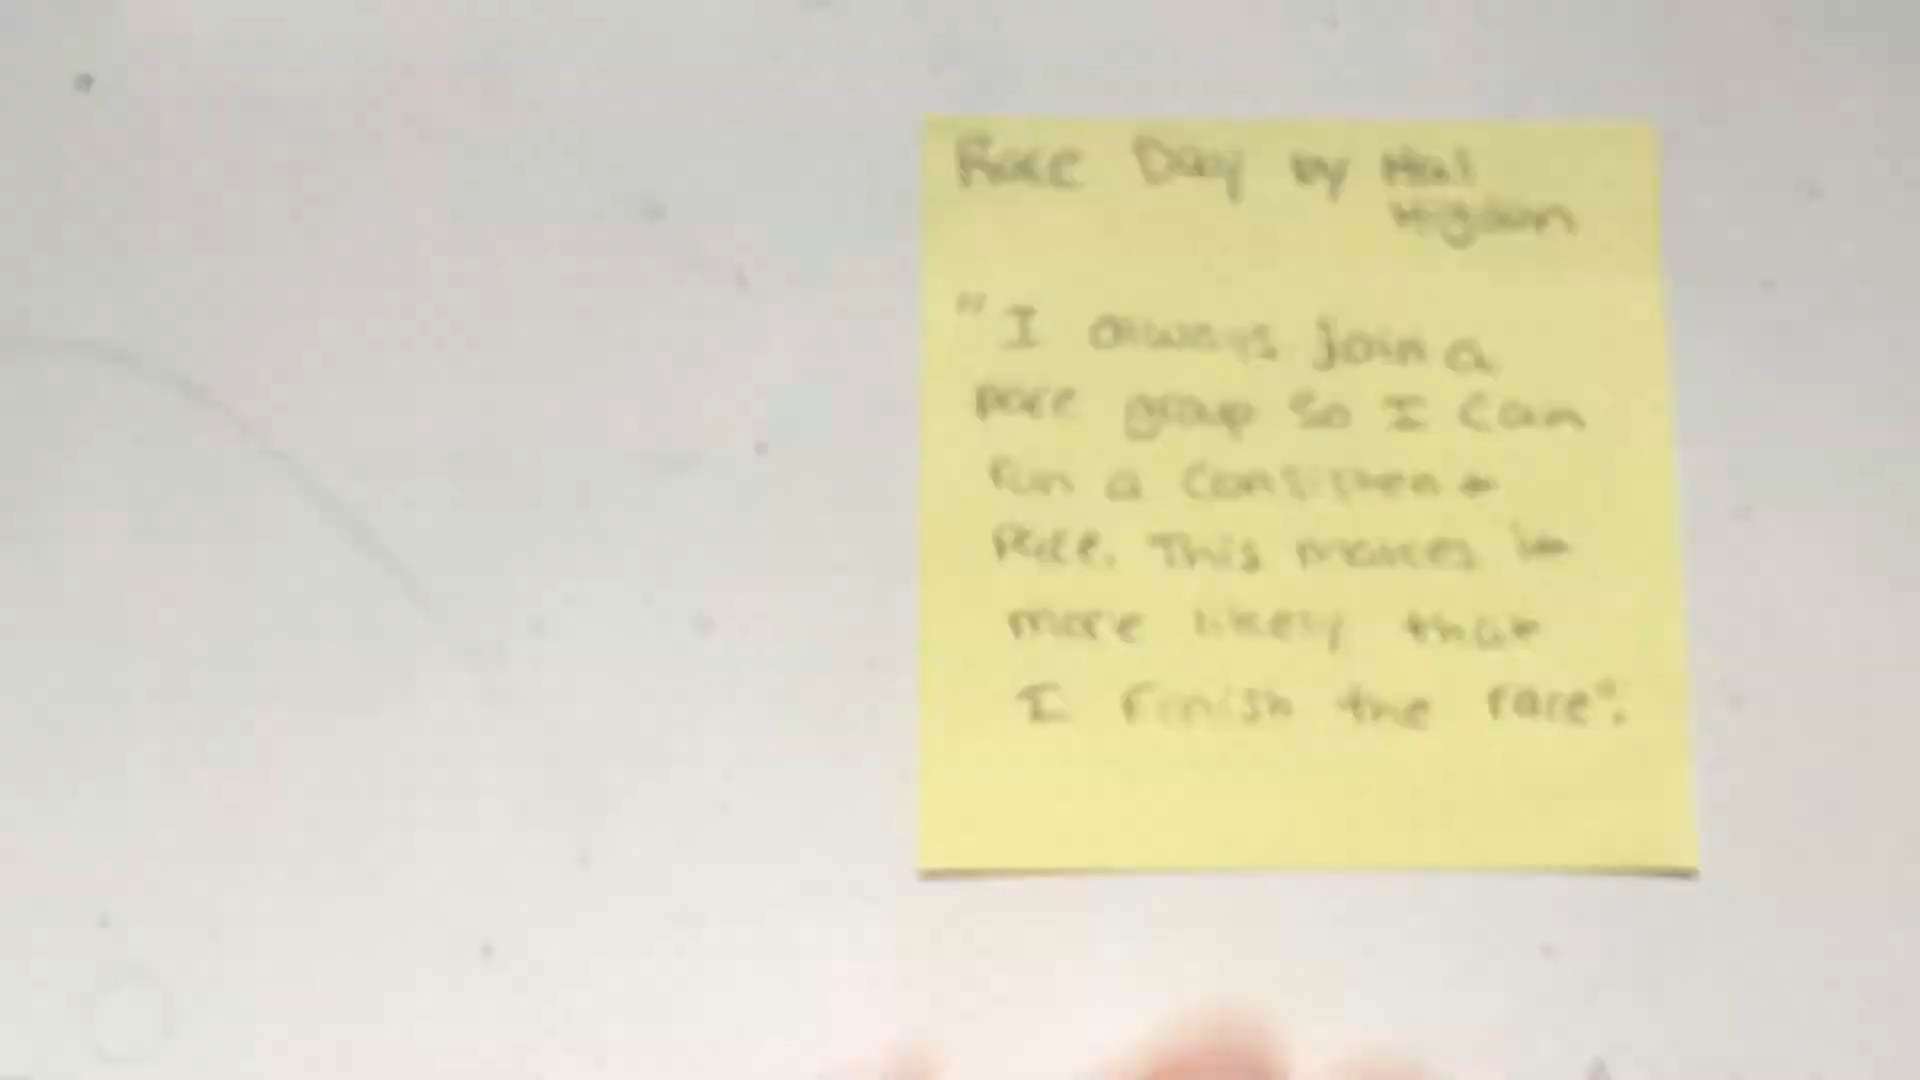 Race Day by Hal
Higdon
"I always join a
pace group so I can
run a consistent
pace. This makes it
more likely that
I finish the race".